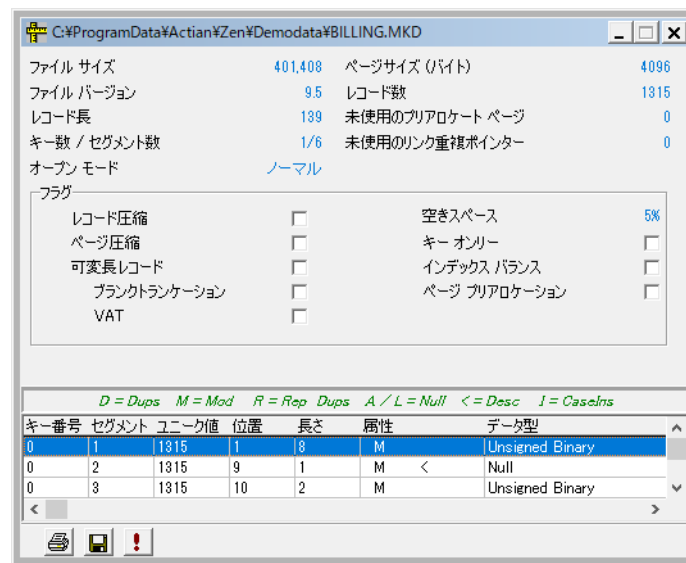 C:¥ProgramData¥Actian¥Zen¥Demodata¥BILLING.MKD
ファイル サイズ 401,408 ページサイズ (バイト) 4096
ファイル バージョン 9.5 レコード数 1315
レコード長 139 未使用のプリアロケート ページ 0
キー数 / セグメント数 1/6 未使用のリンク重複ポインター 0
オープン モード ノーマル
フラグ
レコード圧縮 空きスペース 5%
ページ圧縮 キー オンリー
可変長レコード インデックス バランス
ブランクトランケーション ページ プリアロケーション
VAT
D = Dups M = Mod R = Rep Dups A / L = Null < = Desc I = CaseIns
キー番号 セグメント ユニーク値 位置 長さ 属性 データ型
0 1 1315 1 8 M Unsigned Binary
0 2 1315 9 1 M < Null
0 3 1315 10 2 M Unsigned Binary